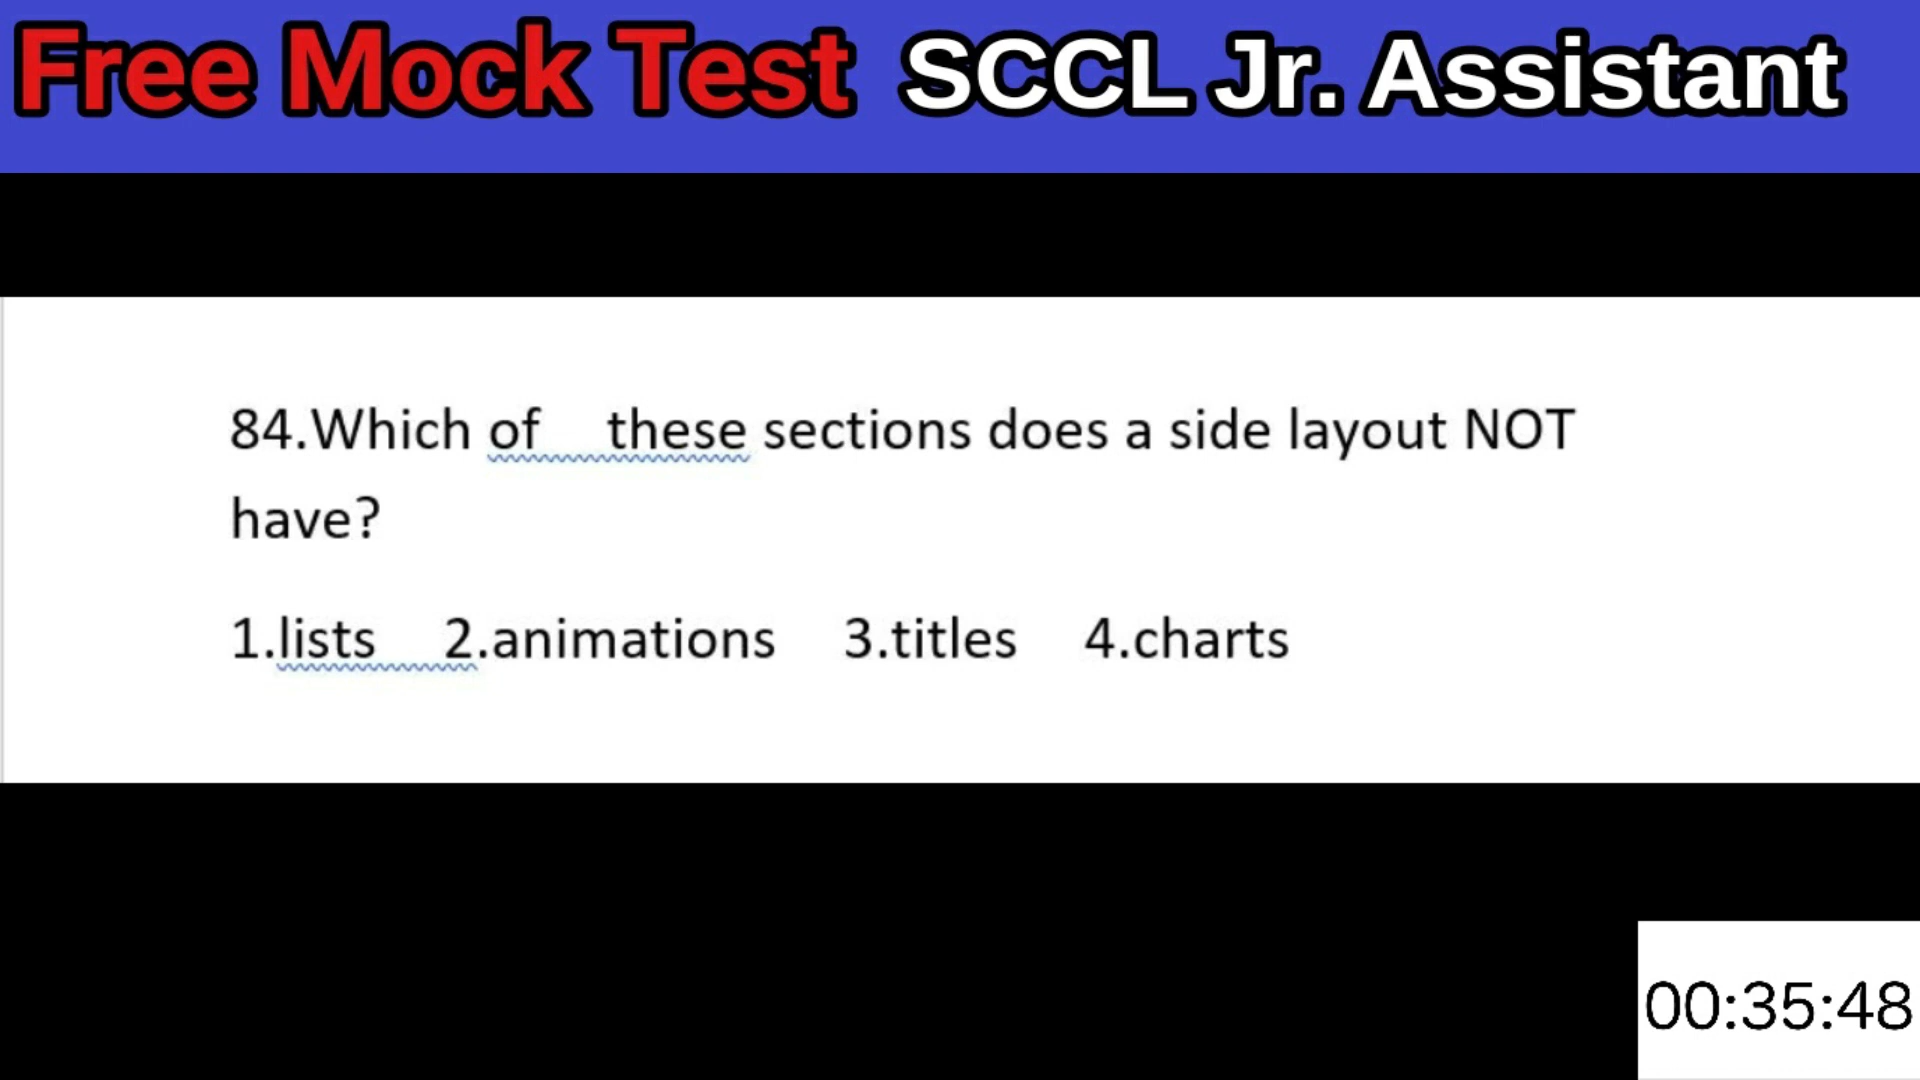 Free Mock Test SCCL Jr. Assistant
84.Which of these sections does a side layout NOT
have?
1.lists 2.animations 3.titles 4.charts
00:35:48